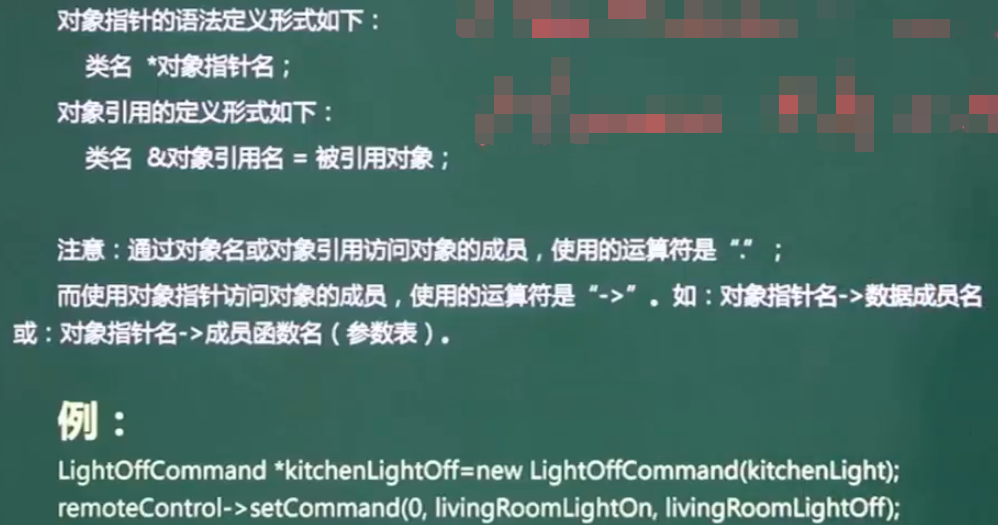 对象指针的语法定义形式如下：
类名 *对象指针名；
对象引用的定义形式如下：
类名 &对象引用名 = 被引用对象；
注意：通过对象名或对象引用访问对象的成员，使用的运算符是“.”；
而使用对象指针访问对象的成员，使用的运算符是“->”。如：对象指针名->数据成员名
或：对象指针名->成员函数名（参数表）。
例：
LightOffCommand *kitchenLightOff=new LightOffCommand(kitchenLight);
remoteControl->setCommand(0, livingRoomLightOn, livingRoomLightOff);